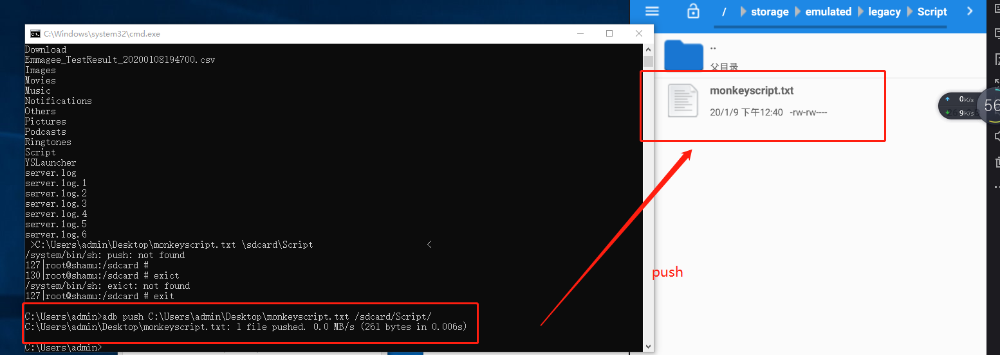 C:\Windows\system32\cmd.exe
Download
Emmagee_TestResult_20200108194700.csv
Images
Movies
Music
Notifications
Others
Pictures
Podcasts
Ringtones
Script
YSLauncher
server.log
server.log.1
server.log.2
server.log.3
server.log.4
server.log.5
server.log.6
>C:\Users\admin\Desktop\monkeyscript.txt \sdcard\Script <
/system/bin/sh: push: not found
127|root@shamu:/sdcard #
130|root@shamu:/sdcard # exict
/system/bin/sh: exict: not found
127|root@shamu:/sdcard # exit
C:\Users\admin>adb push C:\Users\admin\Desktop\monkeyscript.txt /sdcard/Script/
C:\Users\admin\Desktop\monkeyscript.txt: 1 file pushed. 0.0 MB/s (261 bytes in 0.006s)
C:\Users\admin>
/ storage emulated legacy Script
..
父目录
monkeyscript.txt
20/1/9 下午12:40 -rw-rw----
push
0K/s
9K/s
56